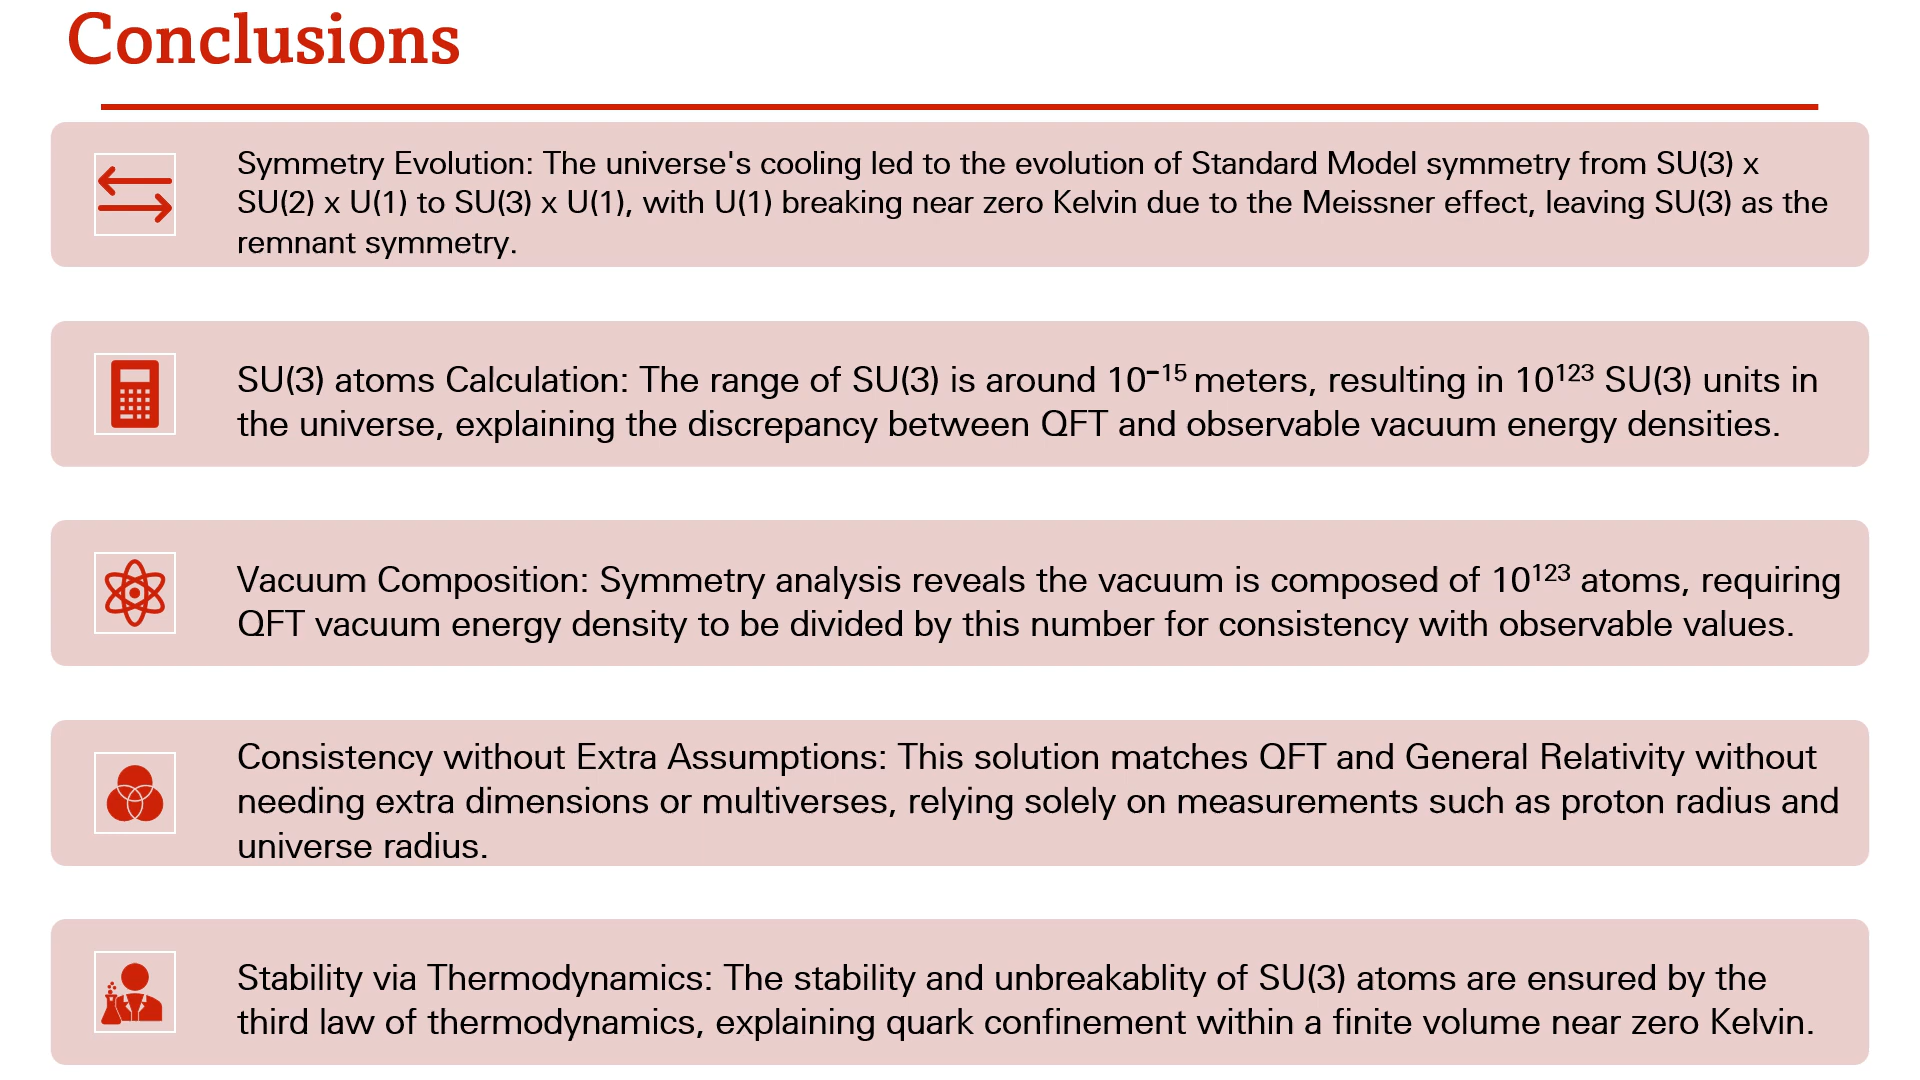 Conclusions
Symmetry Evolution: The universe's cooling led to the evolution of Standard Model symmetry from SU(3) x
SU(2) x U(1) to SU(3) x U(1), with U(1) breaking near zero Kelvin due to the Meissner effect, leaving SU(3) as the
remnant symmetry.
SU(3) atoms Calculation: The range of SU(3) is around 10⁻¹⁵ meters, resulting in 10¹²³ SU(3) units in
the universe, explaining the discrepancy between QFT and observable vacuum energy densities.
Vacuum Composition: Symmetry analysis reveals the vacuum is composed of 10¹²³ atoms, requiring
QFT vacuum energy density to be divided by this number for consistency with observable values.
Consistency without Extra Assumptions: This solution matches QFT and General Relativity without
needing extra dimensions or multiverses, relying solely on measurements such as proton radius and
universe radius.
Stability via Thermodynamics: The stability and unbreakablity of SU(3) atoms are ensured by the
third law of thermodynamics, explaining quark confinement within a finite volume near zero Kelvin.